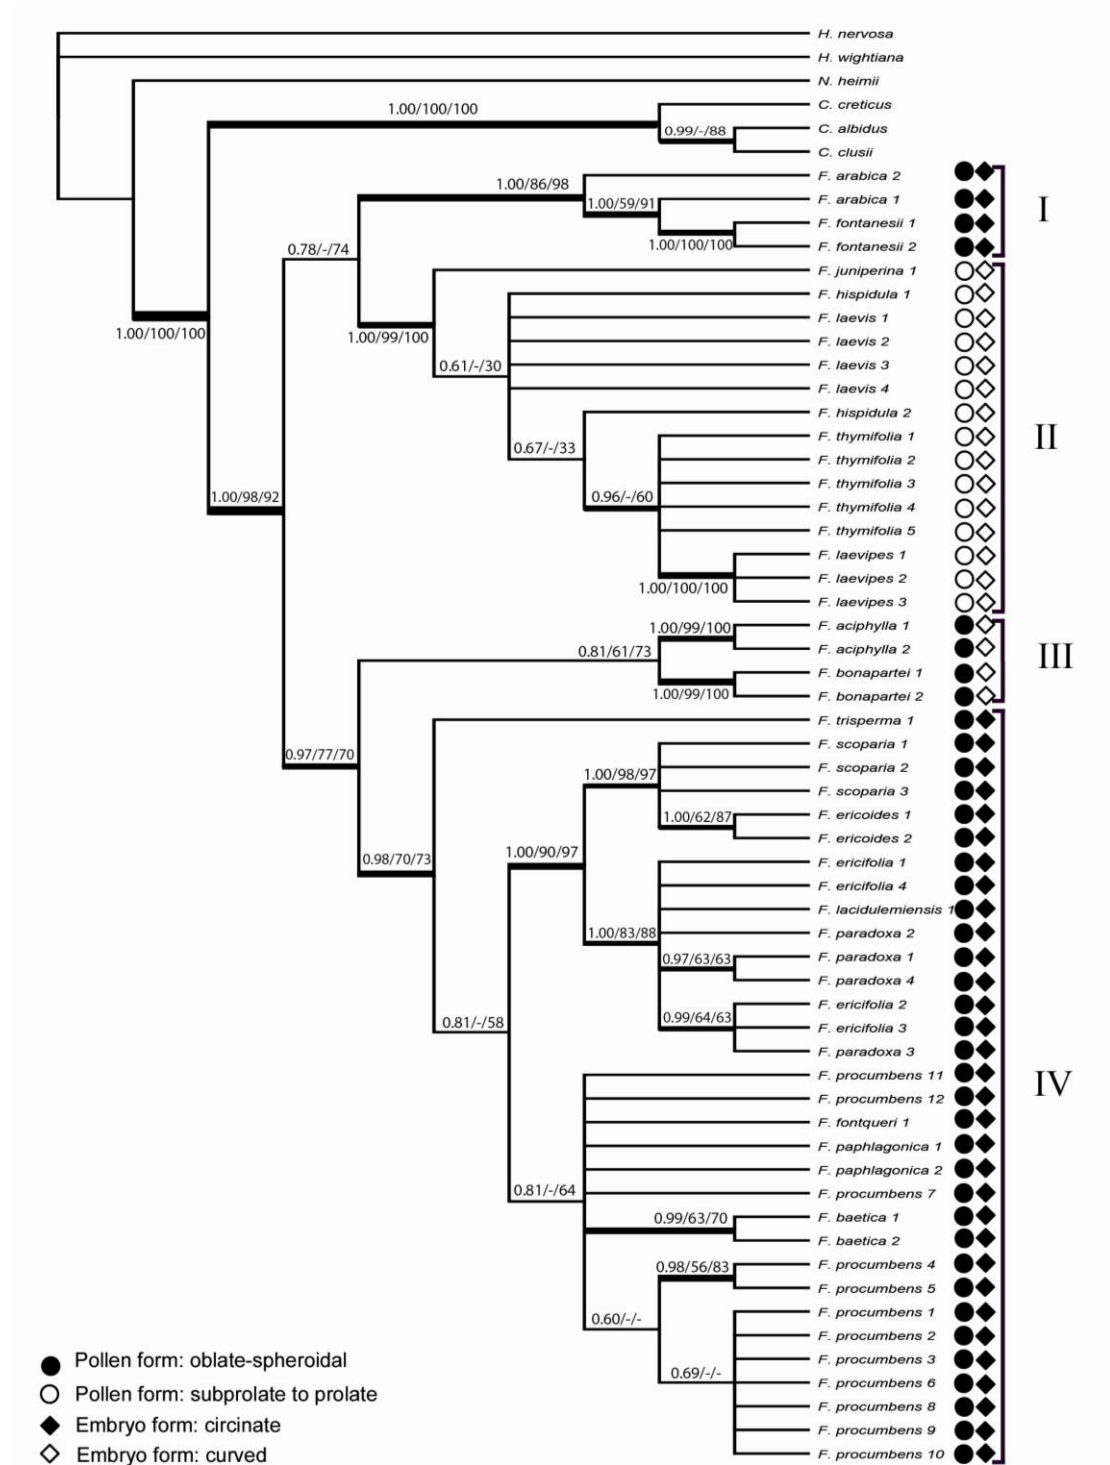 H. nervosa
H. wightiana
N. heimii
1.00/100/100
C. creticus
0.99/-/88
C. albidus
C. clusii
F. arabica 2
1.00/86/98
F. arabica 1
1.00/59/91
I
F. fontanesii 1
1.00/100/100
F. fontanesii 2
0.78/-/74
F. juniperina 1
F. hispidula 1
F. laevis 1
1.00/100/100
1.00/99/100
F. laevis 2
F. laevis 3
0.61/-/30
F. laevis 4
F. hispidula 2
F. thymifolia 1
II
0.67/-/33
F. thymifolia 2
F. thymifolia 3
1.00/98/92
0.96/-/60
F. thymifolia 4
F. thymifolia 5
F. laevipes 1
F. laevipes 2
1.00/100/100
F. laevipes 3
F. aciphylla 1
1.00/99/100
F. aciphylla 2
0.81/61/73
III
F. bonapartei 1
1.00/99/100
F. bonapartei 2
F. trisperma 1
F. scoparia 1
0.97/77/70
F. scoparia 2
1.00/98/97
F. scoparia 3
F. ericoides 1
1.00/62/87
F. ericoides 2
0.98/70/73
1.00/90/97
F. ericifolia 1
F. ericifolia 4
F. lacidulemiensis 1
1.00/83/88
F. paradoxa 2
F. paradoxa 1
0.97/63/63
F. paradoxa 4
F. ericifolia 2
0.99/64/63
F. ericifolia 3
0.81/-/58
F. paradoxa 3
F. procumbens 11
IV
F. procumbens 12
F. fontqueri 1
F. paphlagonica 1
F. paphlagonica 2
0.81/-/64
F. procumbens 7
0.99/63/70
F. baetica 1
F. baetica 2
0.98/56/83
F. procumbens 4
F. procumbens 5
0.60/-/-
F. procumbens 1
F. procumbens 2
F. procumbens 3
0.69/-/-
F. procumbens 6
F. procumbens 8
F. procumbens 9
F. procumbens 10
Pollen form: oblate-spheroidal
Pollen form: subprolate to prolate
Embryo form: circinate
Embryo form: curved